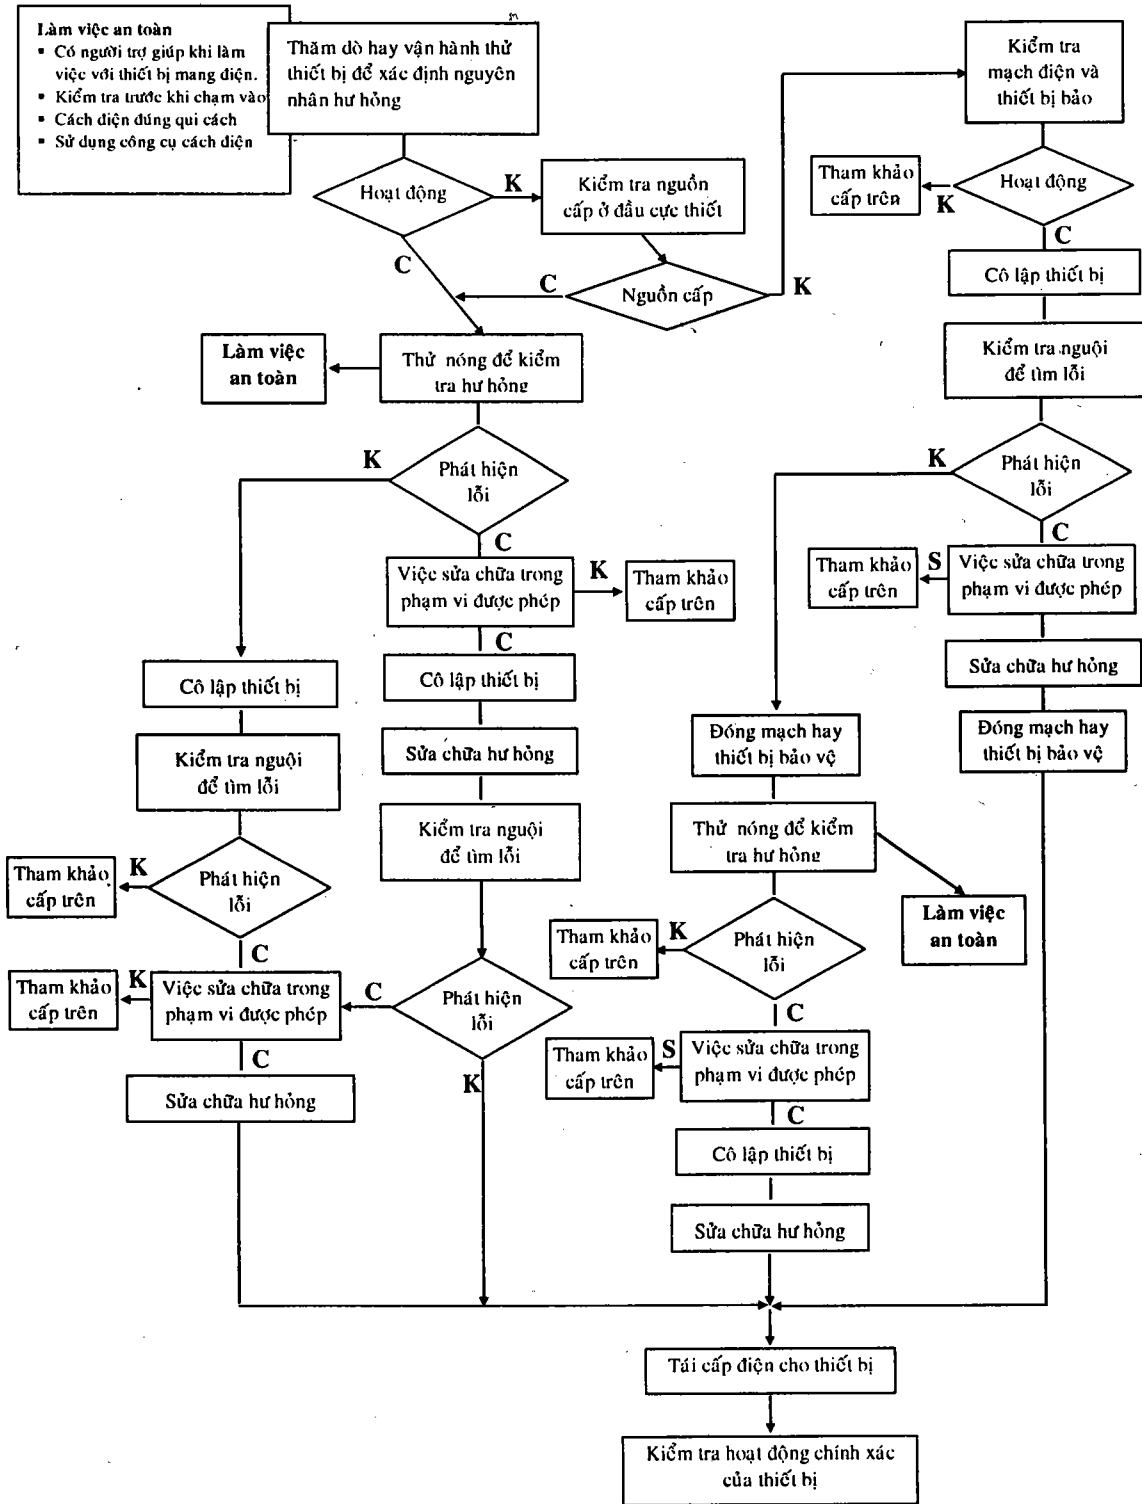 Làm việc an toàn
▪ Có người trợ giúp khi làm
việc với thiết bị mang điện.
▪ Kiểm tra trước khi chạm vào
▪ Cách điện đúng qui cách
▪ Sử dụng công cụ cách điện
Thăm dò hay vận hành thử
thiết bị để xác định nguyên
nhân hư hỏng
Kiểm tra
mạch điện và
thiết bị bảo
Hoạt động
K
Kiểm tra nguồn
cấp ở đầu cực thiết
Tham khảo
cấp trên
K
Hoạt động
C
C
C
Nguồn cấp
K
Cô lập thiết bị
Làm việc
an toàn
Thử nóng để kiểm
tra hư hỏng
Kiểm tra nguội
để tìm lỗi
K
Phát hiện
lỗi
K
Phát hiện
lỗi
C
C
Việc sửa chữa trong
phạm vi được phép
K
Tham khảo
cấp trên
Tham khảo
cấp trên
S
Việc sửa chữa trong
phạm vi được phép
C
Cô lập thiết bị
Cô lập thiết bị
Sửa chữa hư hỏng
Kiểm tra nguội
để tìm lỗi
Sửa chữa hư hỏng
Đóng mạch hay
thiết bị bảo vệ
Đóng mạch hay
thiết bị bảo vệ
Kiểm tra nguội
để tìm lỗi
Thử nóng để kiểm
tra hư hỏng
Tham khảo
cấp trên
K
Phát hiện
lỗi
Làm việc
an toàn
Tham khảo
cấp trên
K
Phát hiện
lỗi
C
Tham khảo
cấp trên
K
Việc sửa chữa trong
phạm vi được phép
C
Phát hiện
lỗi
C
Tham khảo
cấp trên
S
Việc sửa chữa trong
phạm vi được phép
C
K
Sửa chữa hư hỏng
C
Cô lập thiết bị
Sửa chữa hư hỏng
Tái cấp điện cho thiết bị
Kiểm tra hoạt động chính xác
của thiết bị